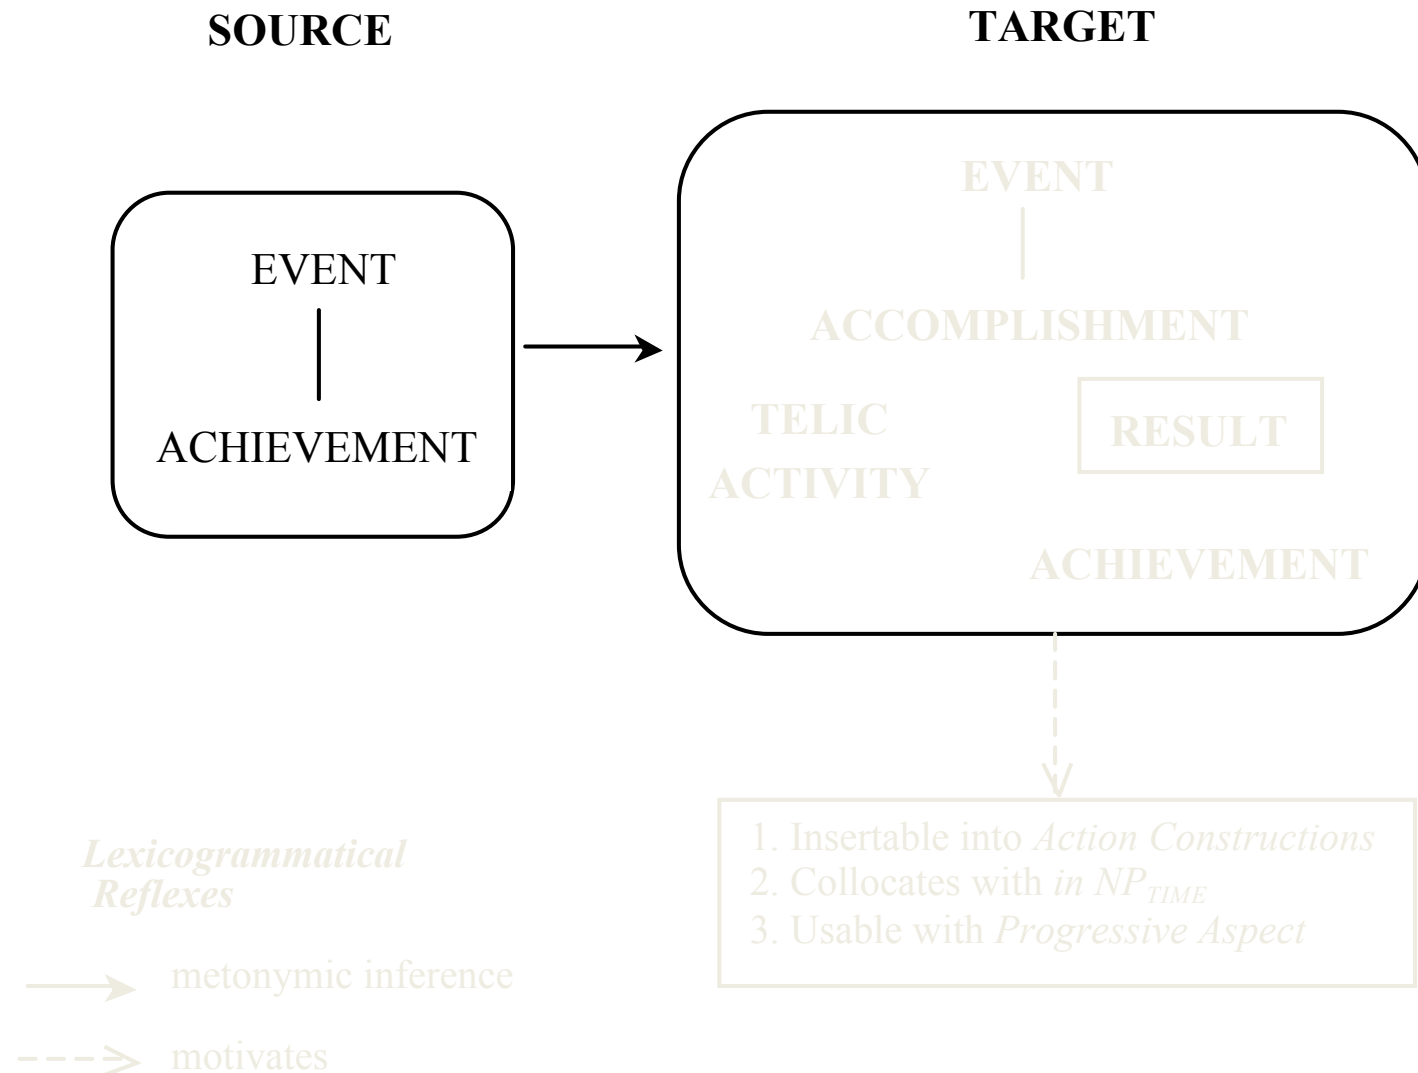 SOURCE
TARGET
EVENT
ACHIEVEMENT
EVENT
ACCOMPLISHMENT
TELIC
ACTIVITY
RESULT
ACHIEVEMENT
Lexicogrammatical
Reflexes
1. Insertable into Action Constructions
2. Collocates with in NP_TIME
3. Usable with Progressive Aspect
metonymic inference
motivates